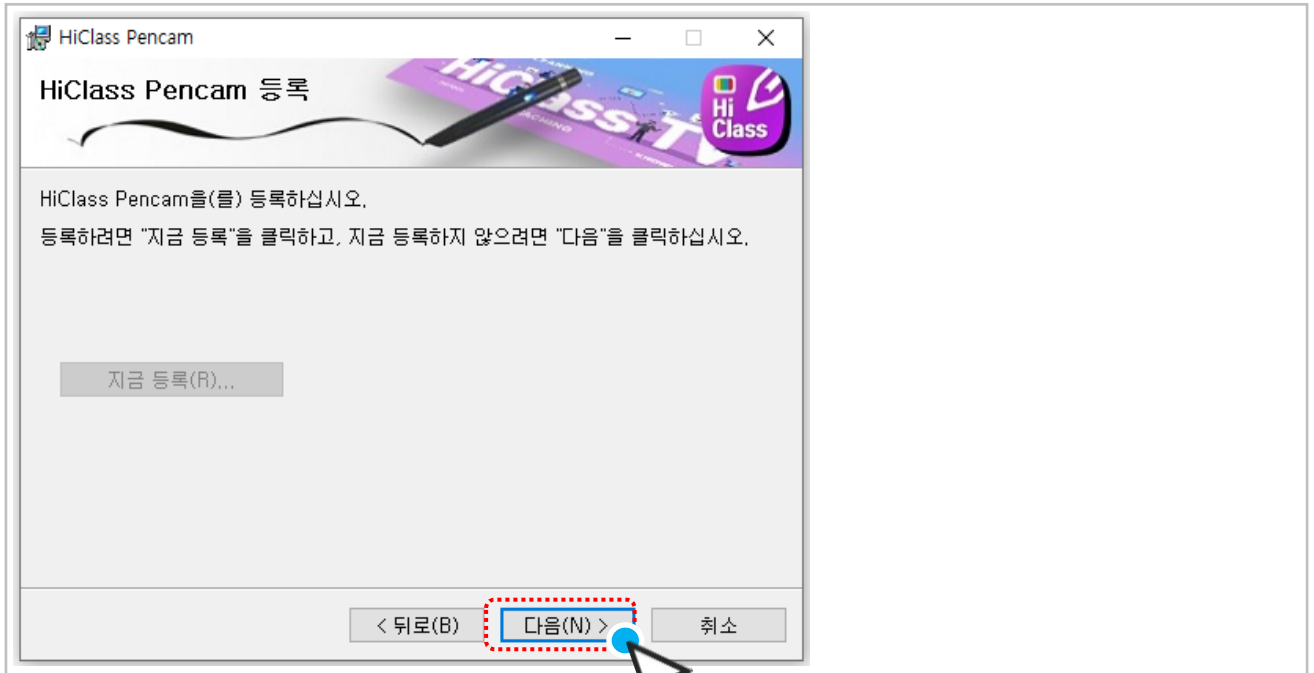 HiClass Pencam
HiClass Pencam 등록
HiClass TV
Hi
Class
HiClass Pencam을(를) 등록하십시오.
등록하려면 "지금 등록"을 클릭하고, 지금 등록하지 않으려면 "다음"을 클릭하십시오.
지금 등록(R)...
< 뒤로(B)
다음(N) >
취소